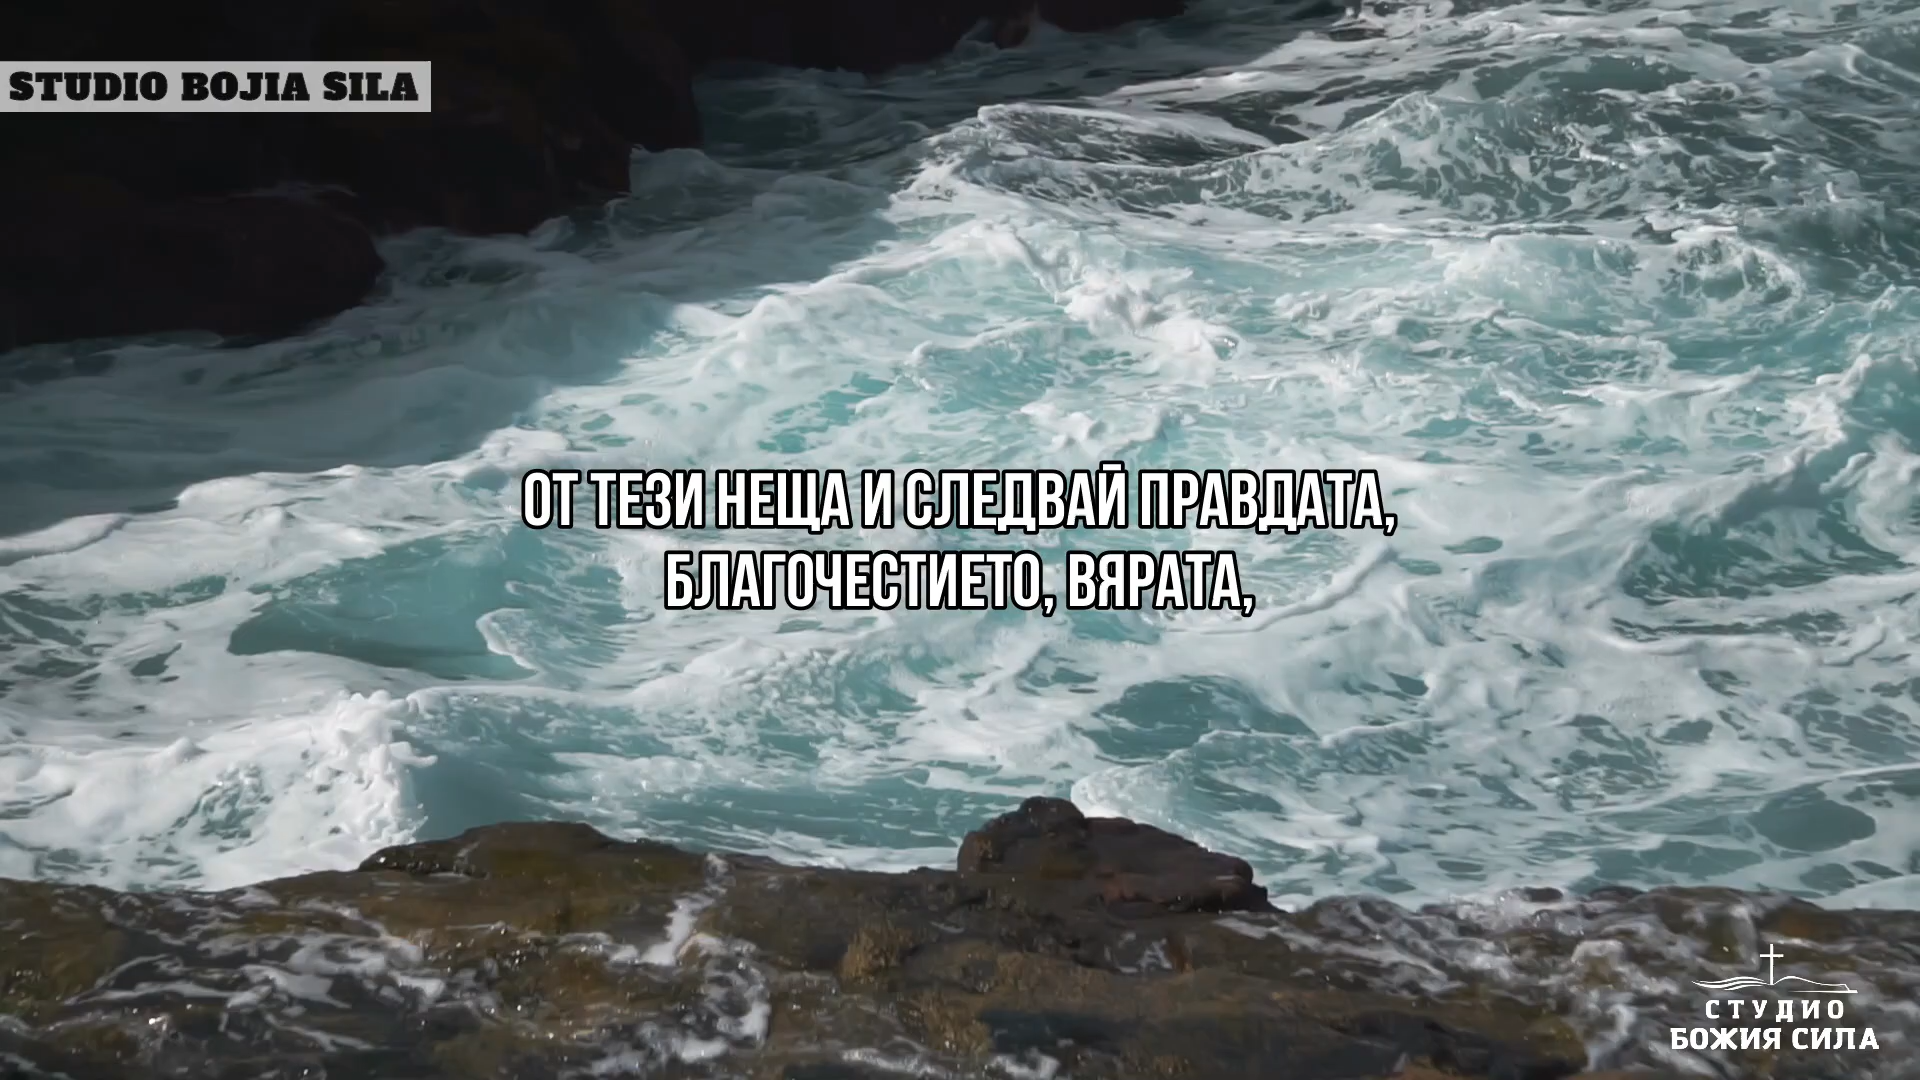 STUDIO BOJIA SILA
ОТ ТЕЗИ НЕЩА И СЛЕДВАЙ ПРАВДАТА,
БЛАГОЧЕСТИЕТО, ВЯРАТА,
СТУДИО
БОЖИЯ СИЛА